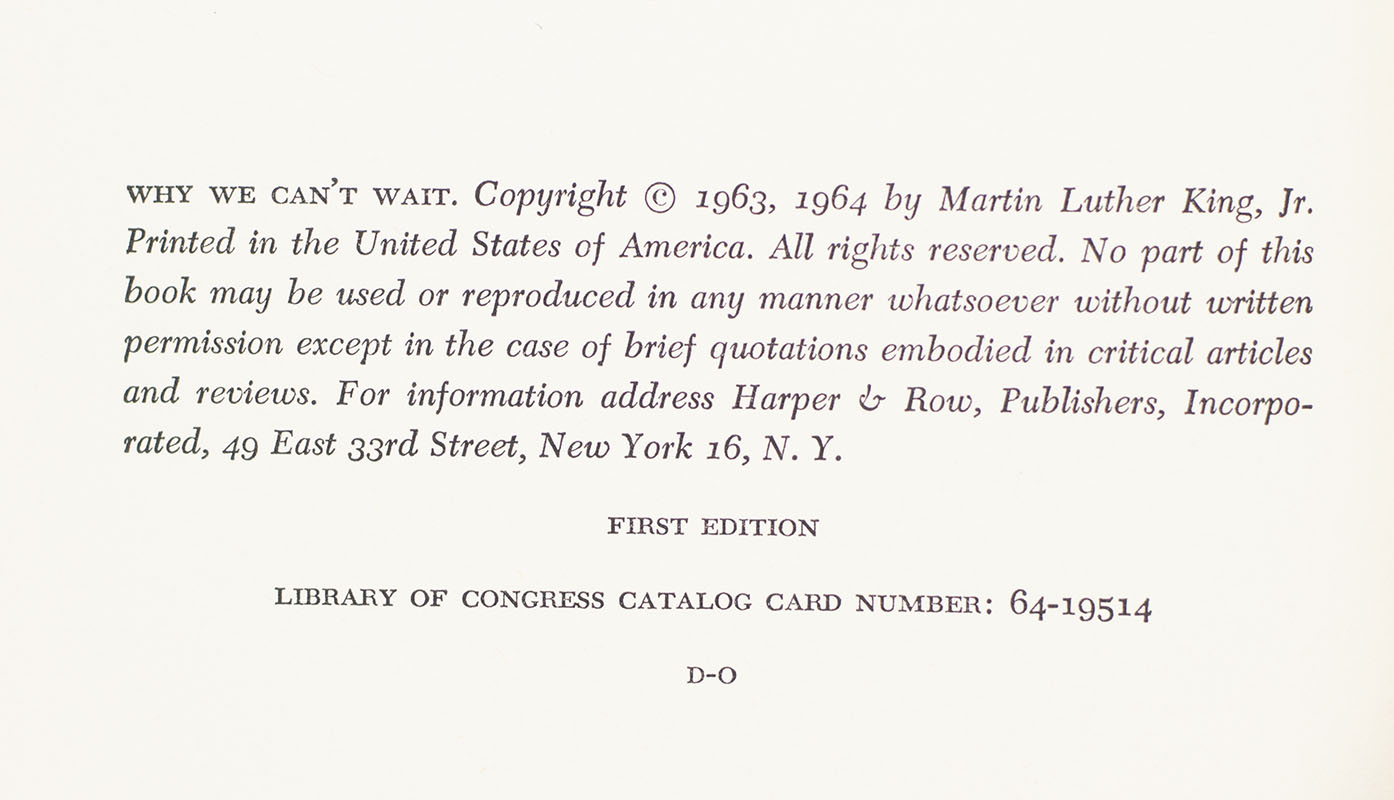 WHY WE CAN'T WAIT. Copyright © 1963, 1964 by Martin Luther King, Jr.
Printed in the United States of America. All rights reserved. No part of this
book may be used or reproduced in any manner whatsoever without written
permission except in the case of brief quotations embodied in critical articles
and reviews. For information address Harper & Row, Publishers, Incorpo-
rated, 49 East 33rd Street, New York 16, N. Y.
FIRST EDITION
LIBRARY OF CONGRESS CATALOG CARD NUMBER: 64-19514
D-O